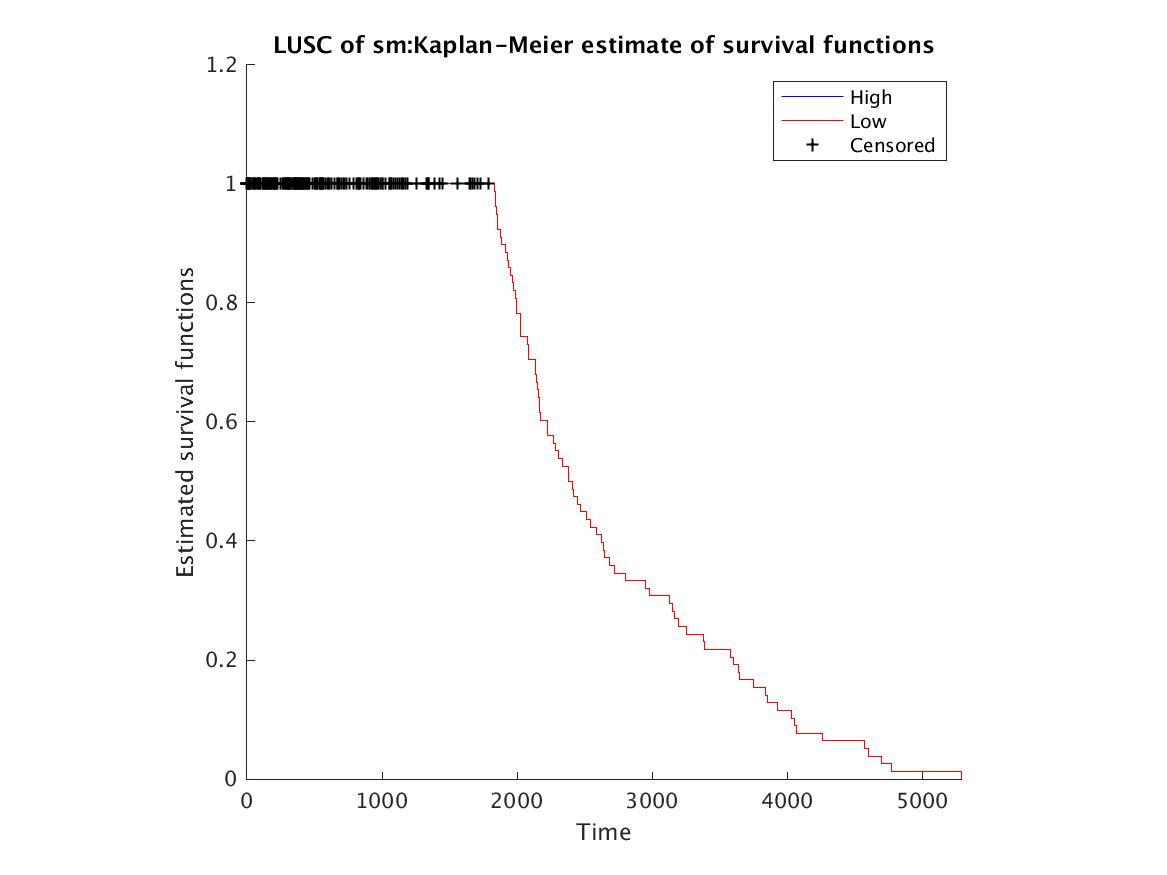 LUSC of sm:Kaplan-Meier estimate of survival functions
1.2
1
0.8
0.6
0.4
0.2
0
Estimated survival functions
High
Low
Censored
0 1000 2000 3000 4000 5000
Time